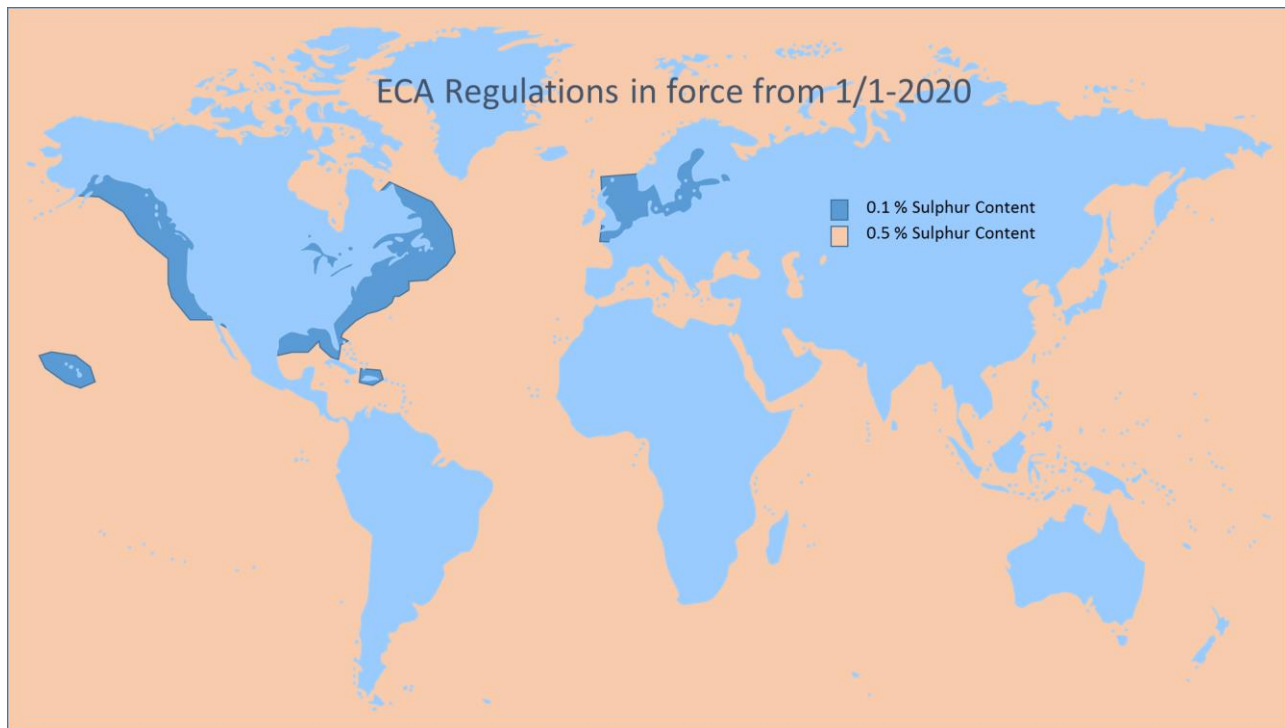 ECA Regulations in force from 1/1-2020
0.1 % Sulphur Content
0.5 % Sulphur Content